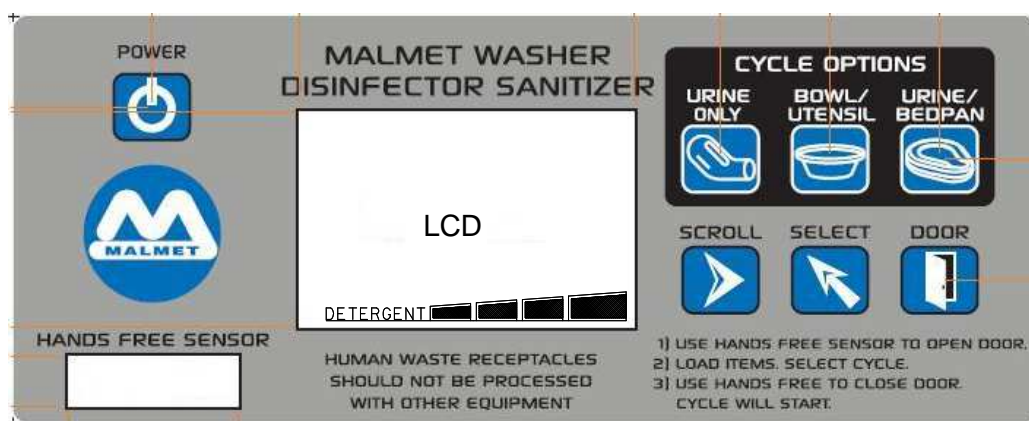 POWER
MALMET
HANDS FREE SENSOR
MALMET WASHER
DISINFECTOR SANITIZER
LCD
DETERGENT
HUMAN WASTE RECEPTACLES
SHOULD NOT BE PROCESSED
WITH OTHER EQUIPMENT
CYCLE OPTIONS
URINE ONLY
BOWL/ UTENSIL
URINE/ BEDPAN
SCROLL SELECT DOOR
1) USE HANDS FREE SENSOR TO OPEN DOOR.
2) LOAD ITEMS. SELECT CYCLE.
3) USE HANDS FREE TO CLOSE DOOR.
CYCLE WILL START.